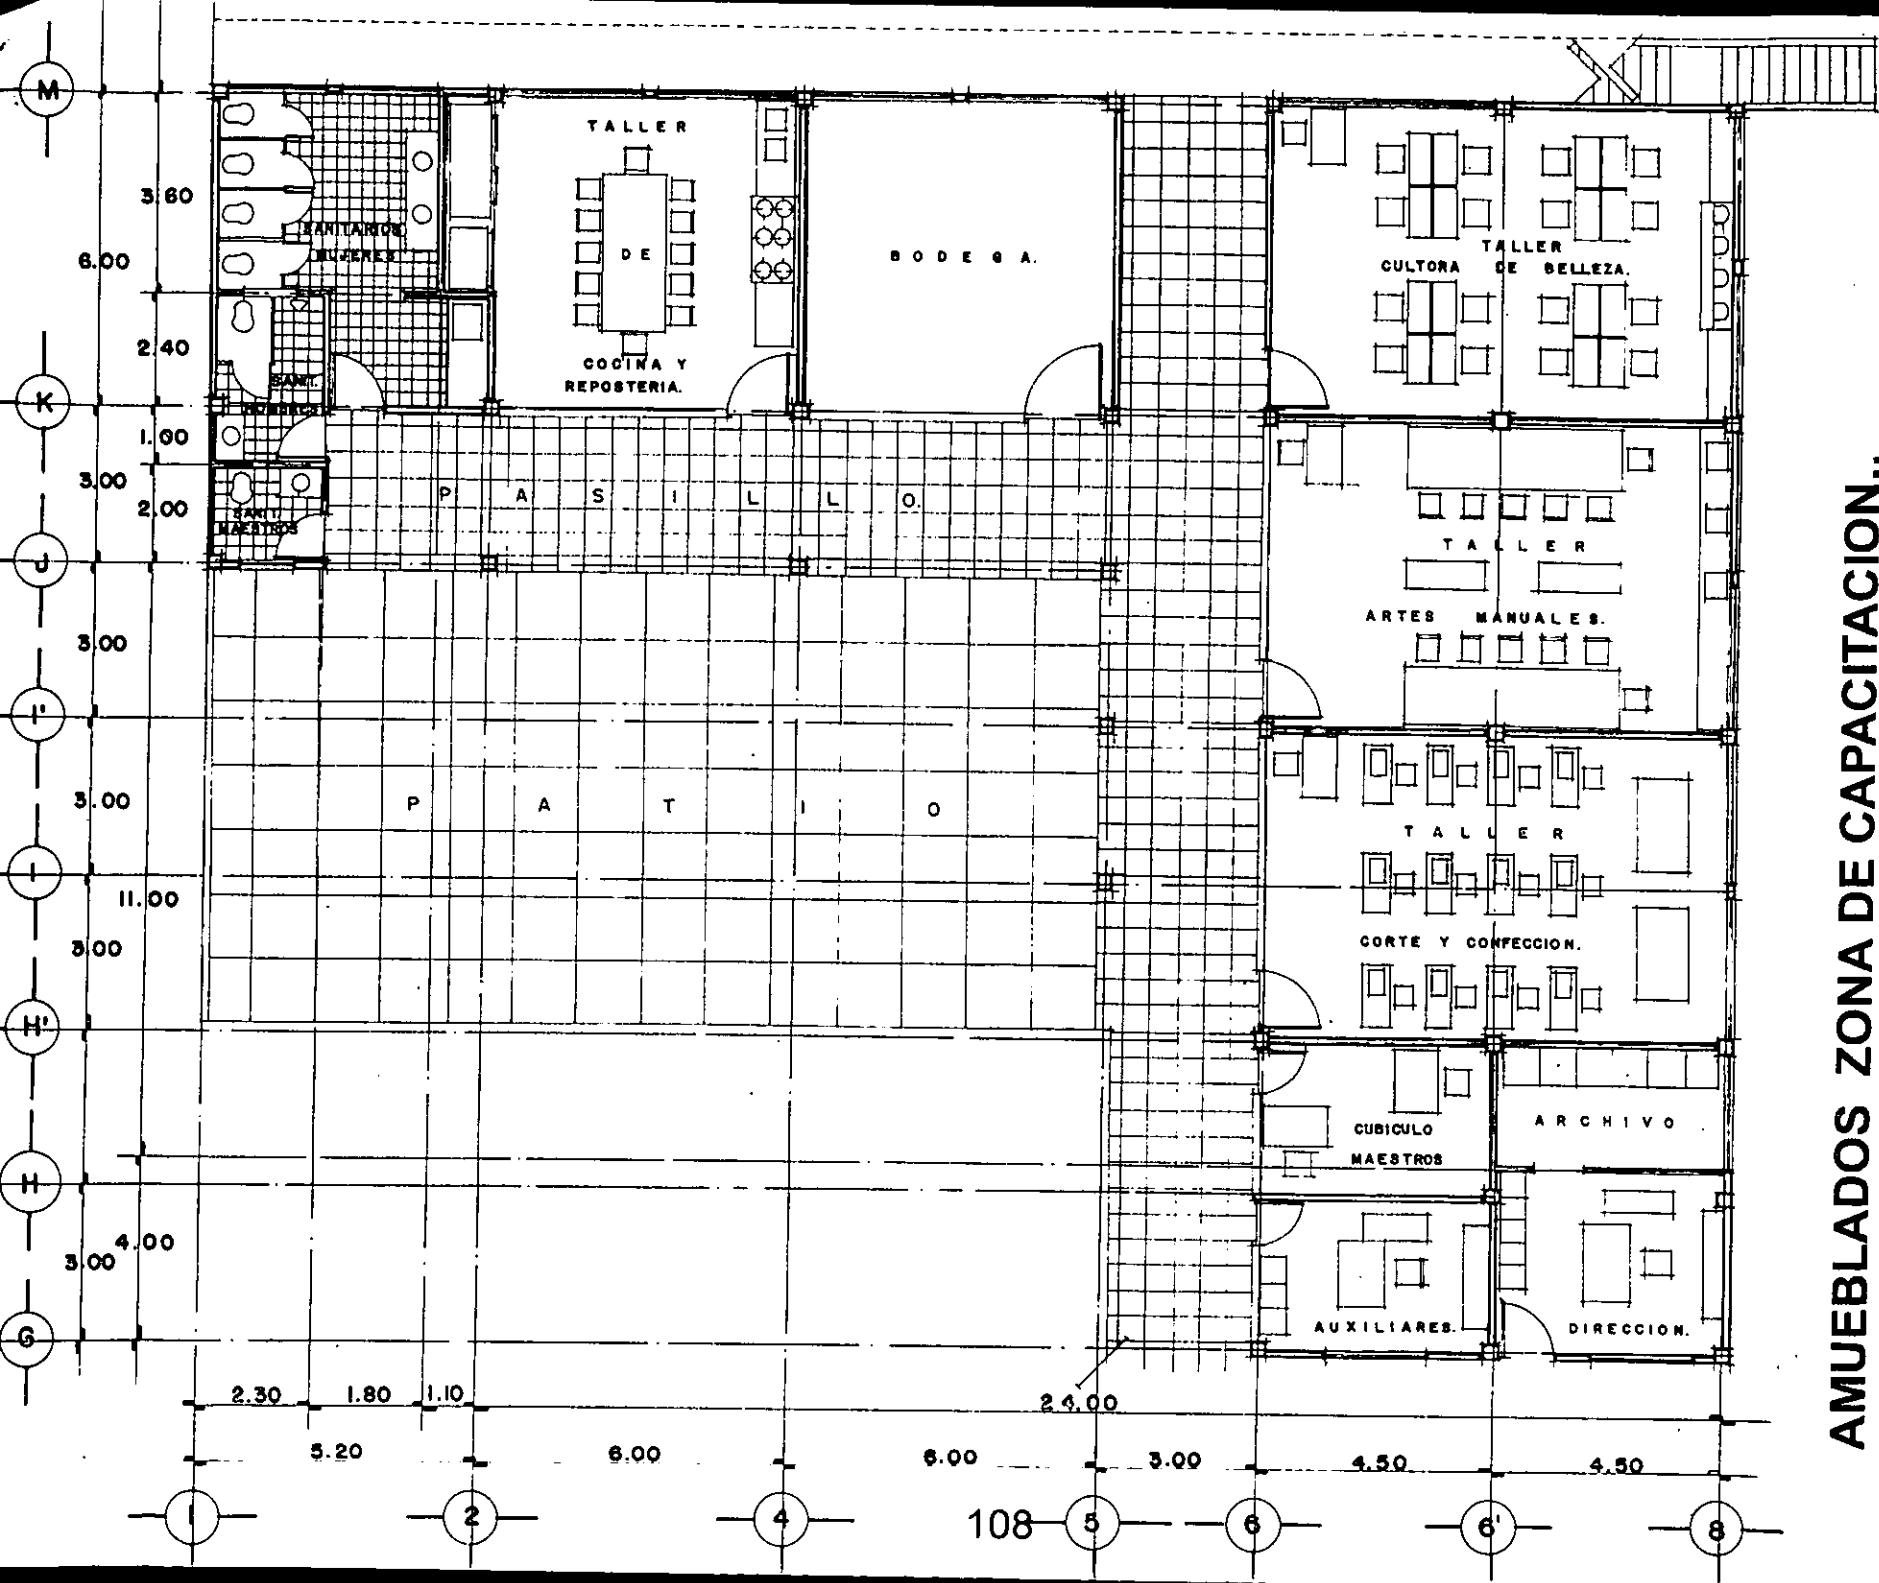 M
3.60
6.00
2.40
K
1.00
3.00
2.00
J
3.00
I'
3.00
I
11.00
3.00
H'
H
4.00
3.00
G
SANITARIOS
MUJERES
SANIT.
HOMBRES
SANIT.
MAESTROS
TALLER
DE
COCINA Y
REPOSTERIA.
BODEGA.
PASILLO.
PATIO
TALLER
CULTORA DE BELLEZA.
TALLER
ARTES MANUALES.
TALLER
CORTE Y CONFECCION.
CUBICULO
MAESTROS
ARCHIVO
AUXILIARES.
DIRECCION.
2.30 1.80 1.10 24.00
5.20 6.00 6.00 3.00 4.50 4.50
1 2 4 108 5 6 6' 8
AMUEBLADOS ZONA DE CAPACITACION..